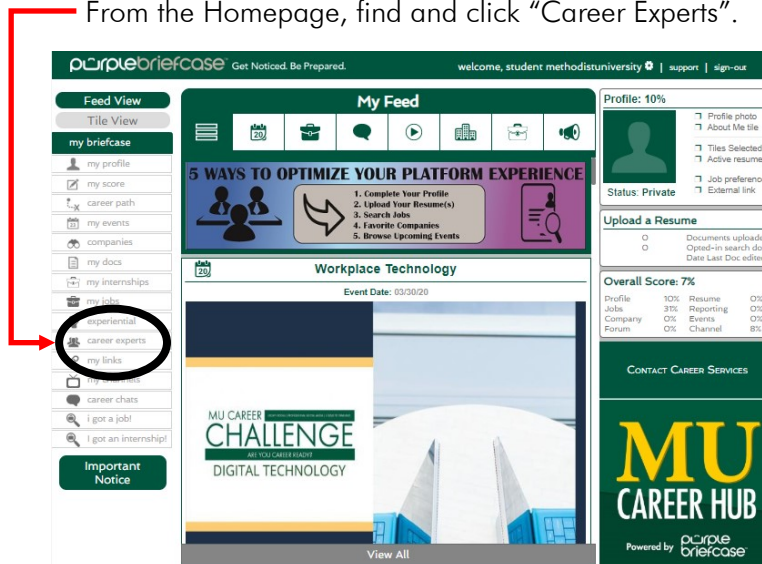 From the Homepage, find and click “Career Experts”.
purplebriefcase Get Noticed. Be Prepared.
welcome, student methodistuniversity | support | sign-out
Feed View
Tile View
my briefcase
my profile
my score
career path
my events
companies
my docs
my internships
my jobs
experiential
career experts
my links
my channels
career chats
i got a job!
I got an internship!
Important
Notice
My Feed
20
20
5 WAYS TO OPTIMIZE YOUR PLATFORM EXPERIENCE
1. Complete Your Profile
2. Upload Your Resume(s)
3. Search Jobs
4. Favorite Companies
5. Browse Upcoming Events
20
Workplace Technology
Event Date: 03/30/20
MU CAREER
CHALLENGE
ARE YOU CAREER READY?
DIGITAL TECHNOLOGY
View All
Profile: 10%
Profile photo
About Me tile
Tiles Selected
Active resume
Job preferenc
External link
Status: Private
Upload a Resume
0 Documents uploade
0 Opted-in search do
Date Last Doc edite
Overall Score: 7%
Profile 10% Resume 0%
Jobs 31% Reporting 0%
Company 0% Events 0%
Forum 0% Channel 8%
CONTACT CAREER SERVICES
MU
CAREER HUB
Powered by purple
briefcase